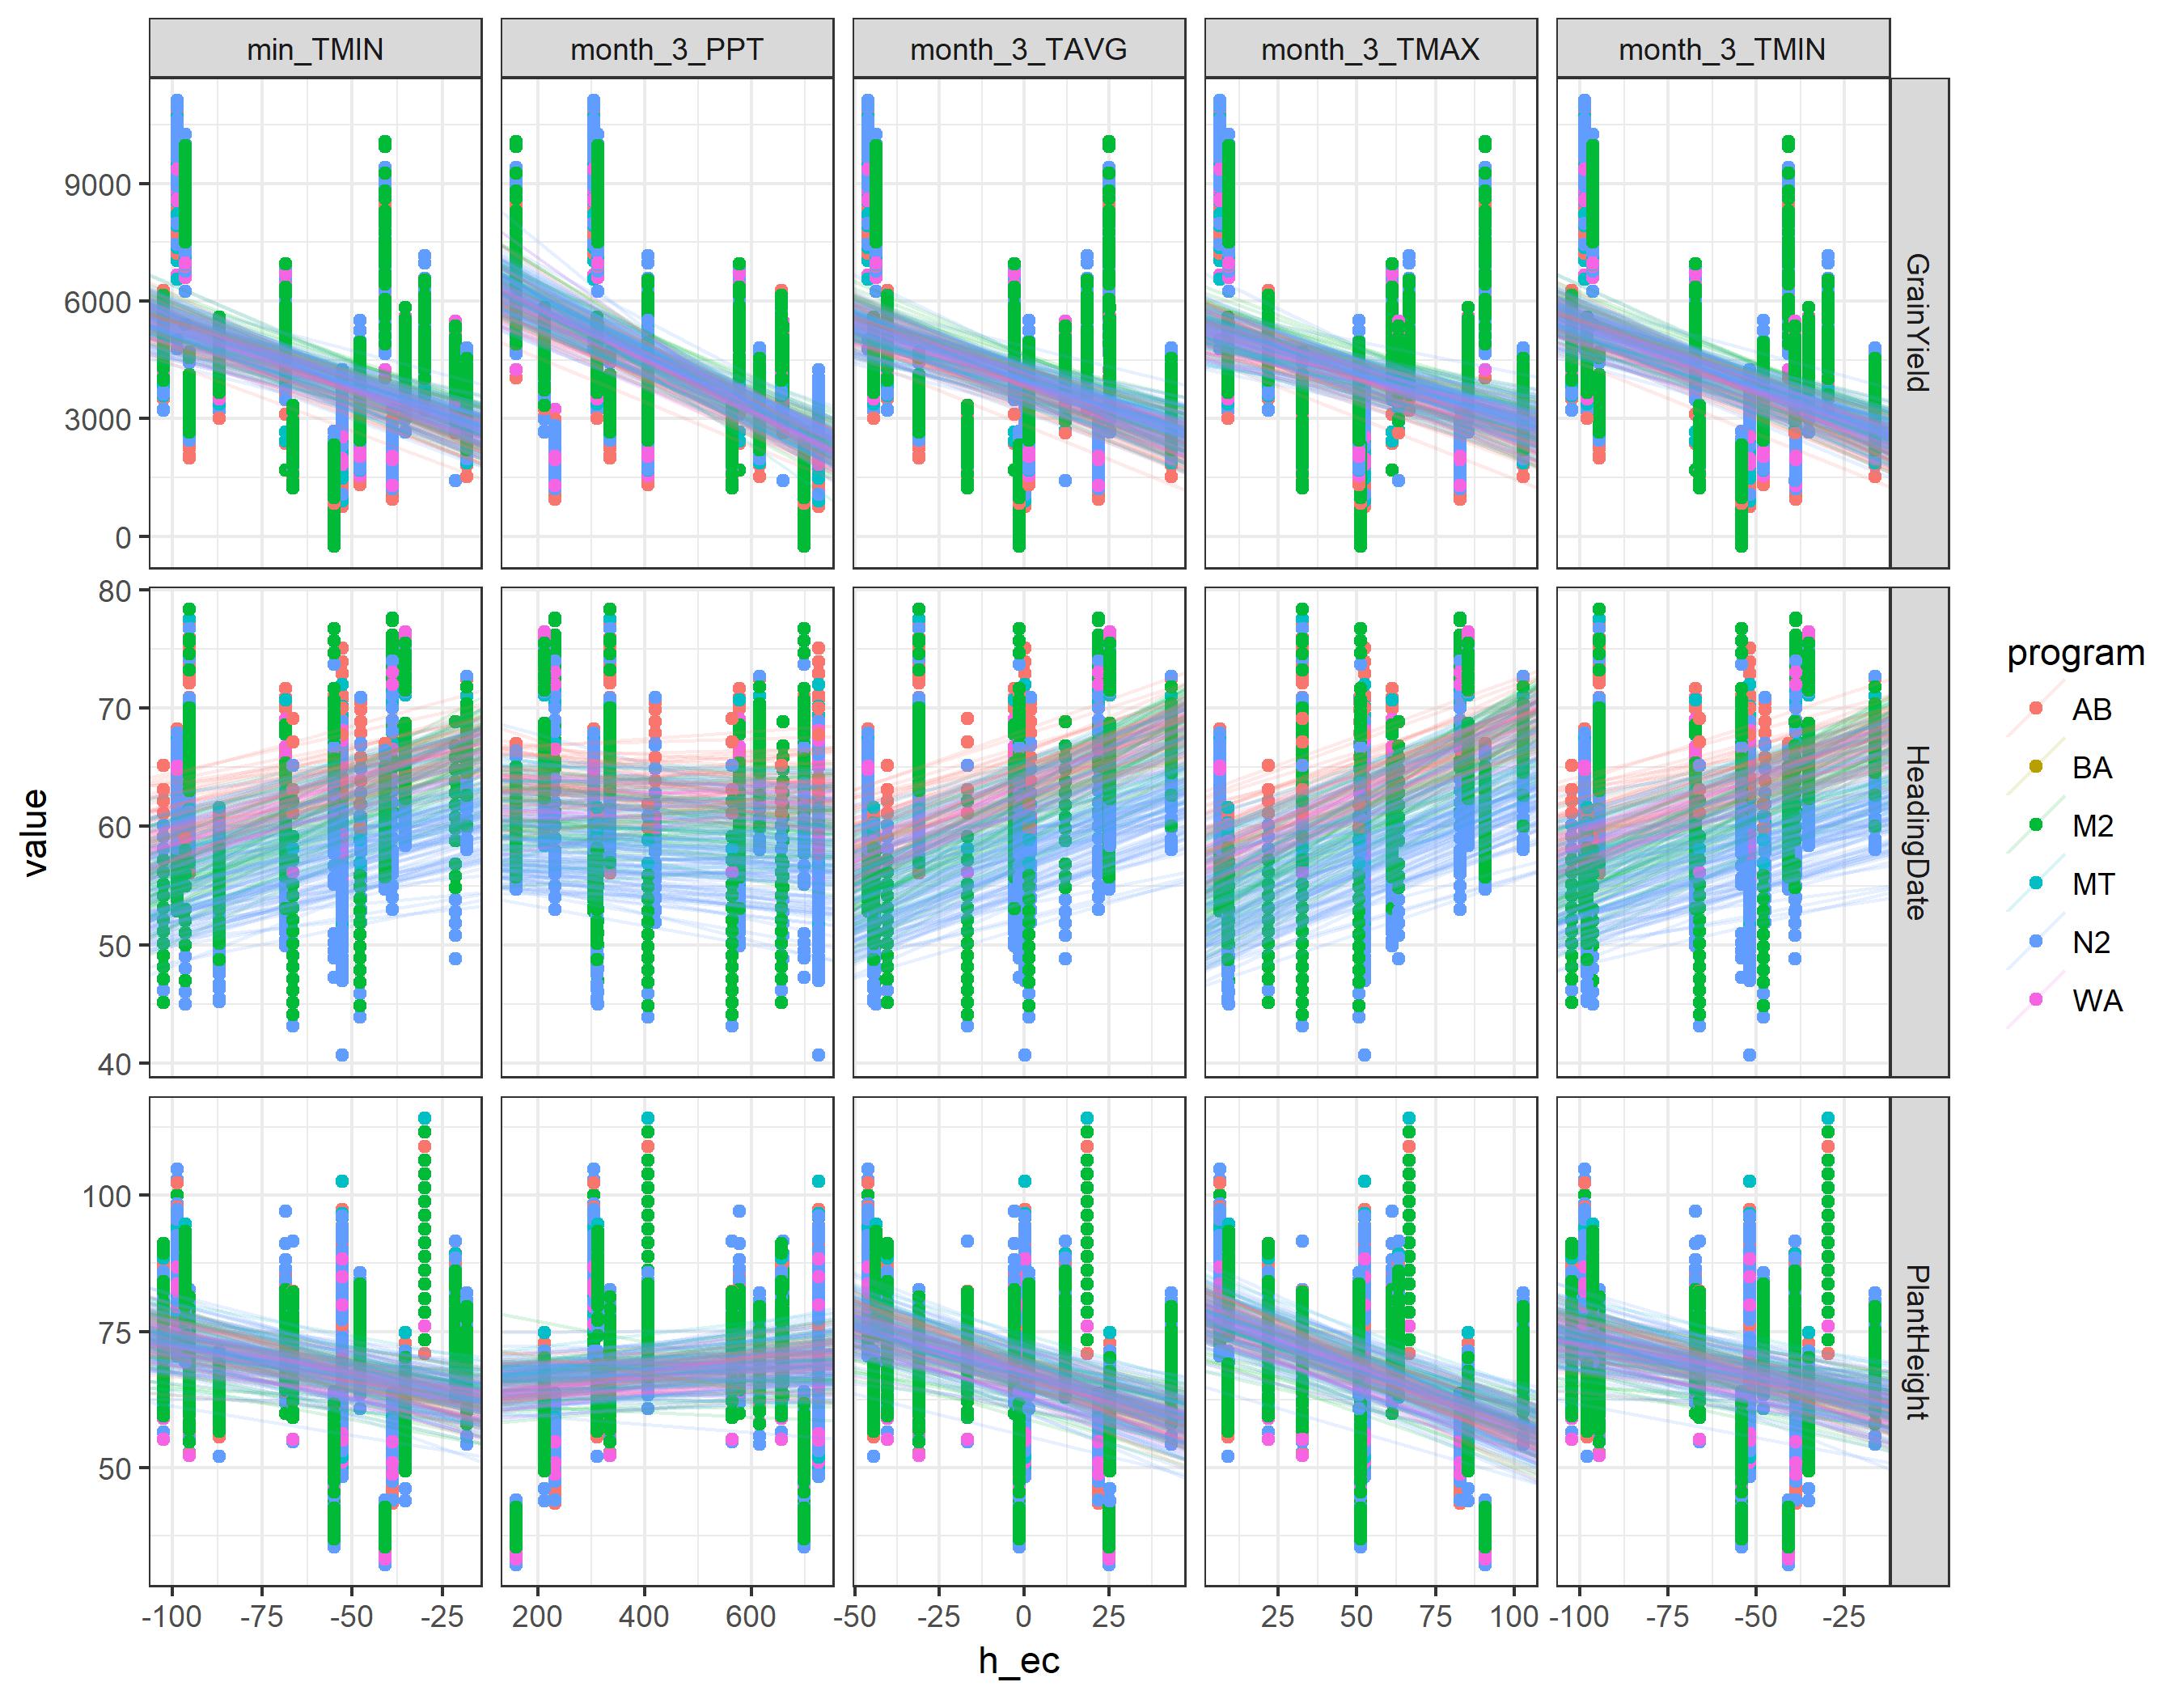 min_TMIN month_3_PPT month_3_TAVG month_3_TMAX month_3_TMIN
9000
6000
3000
0
GrainYield
80
70
60
50
40
HeadingDate
100
75
50
PlantHeight
value
-100 -75 -50 -25 200 400 600 -50 -25 0 25 25 50 75 100 -100 -75 -50 -25
h_ec
program
AB
BA
M2
MT
N2
WA